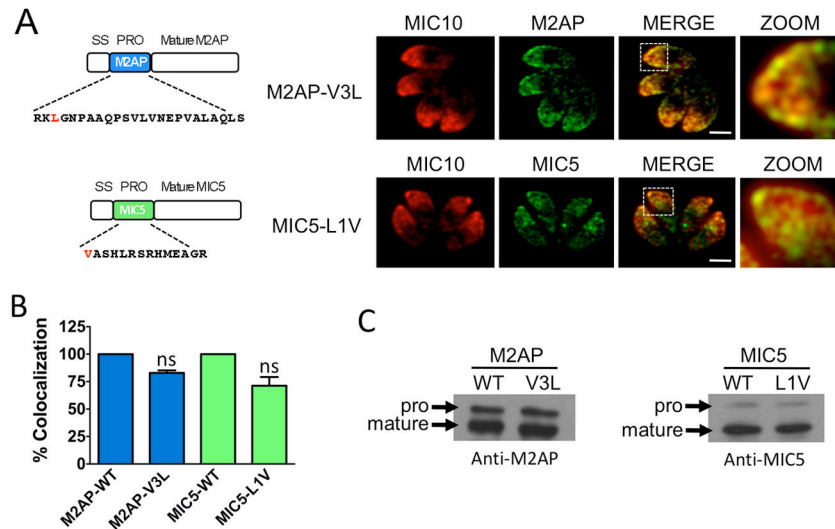 A
SS PRO Mature M2AP
M2AP
RKLGNPAAQPSVLVNEPVALAQLS
M2AP-V3L
MIC10 M2AP MERGE ZOOM
SS PRO Mature MIC5
MIC5
VASHLRSRHMEAGR
MIC5-L1V
MIC10 MIC5 MERGE ZOOM
B
% Colocalization
125
100
75
50
25
0
ns
ns
M2AP-WT
M2AP-V3L
MIC5-WT
MIC5-L1V
C
M2AP
WT V3L
pro
mature
Anti-M2AP
MIC5
WT L1V
pro
mature
Anti-MIC5